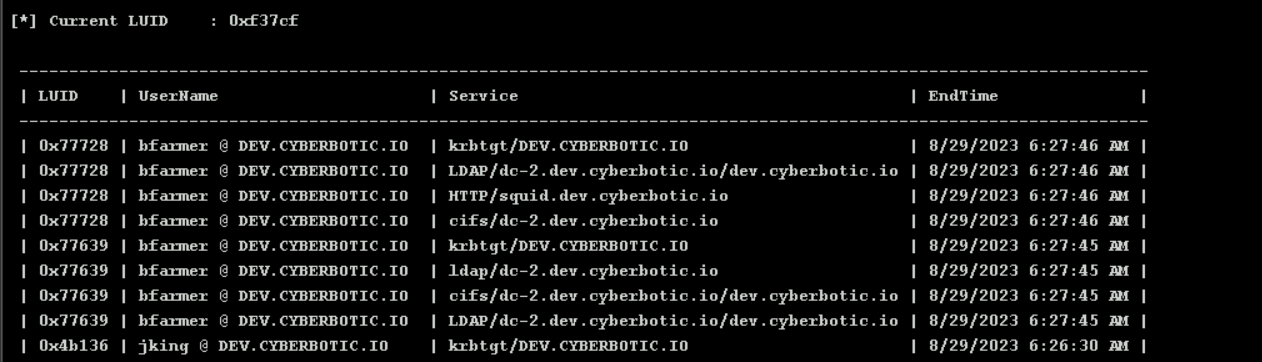 [*] Current LUID    : 0xf37cf
-----------------------------------------------------------------------------------------------------------------
| LUID    | UserName                     | Service                                       | EndTime              |
-----------------------------------------------------------------------------------------------------------------
| 0x77728 | bfarmer @ DEV.CYBERBOTIC.IO  | krbtgt/DEV.CYBERBOTIC.IO                      | 8/29/2023 6:27:46 AM |
| 0x77728 | bfarmer @ DEV.CYBERBOTIC.IO  | LDAP/dc-2.dev.cyberbotic.io/dev.cyberbotic.io | 8/29/2023 6:27:46 AM |
| 0x77728 | bfarmer @ DEV.CYBERBOTIC.IO  | HTTP/squid.dev.cyberbotic.io                  | 8/29/2023 6:27:46 AM |
| 0x77728 | bfarmer @ DEV.CYBERBOTIC.IO  | cifs/dc-2.dev.cyberbotic.io                   | 8/29/2023 6:27:46 AM |
| 0x77639 | bfarmer @ DEV.CYBERBOTIC.IO  | krbtgt/DEV.CYBERBOTIC.IO                      | 8/29/2023 6:27:45 AM |
| 0x77639 | bfarmer @ DEV.CYBERBOTIC.IO  | ldap/dc-2.dev.cyberbotic.io                   | 8/29/2023 6:27:45 AM |
| 0x77639 | bfarmer @ DEV.CYBERBOTIC.IO  | cifs/dc-2.dev.cyberbotic.io/dev.cyberbotic.io | 8/29/2023 6:27:45 AM |
| 0x77639 | bfarmer @ DEV.CYBERBOTIC.IO  | LDAP/dc-2.dev.cyberbotic.io/dev.cyberbotic.io | 8/29/2023 6:27:45 AM |
| 0x4b136 | jking @ DEV.CYBERBOTIC.IO    | krbtgt/DEV.CYBERBOTIC.IO                      | 8/29/2023 6:26:30 AM |